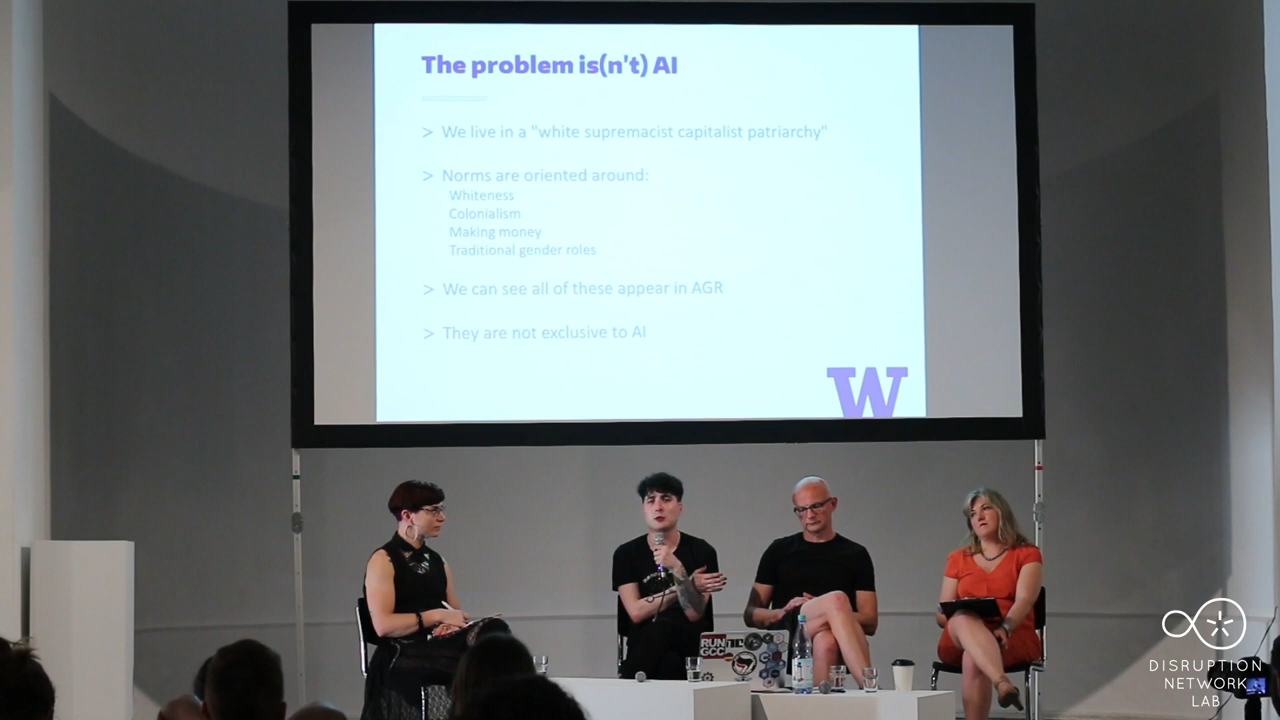 The problem is(n't) AI
> We live in a "white supremacist capitalist patriarchy"
> Norms are oriented around:
Whiteness
Colonialism
Making money
Traditional gender roles
> We can see all of these appear in AGR
> They are not exclusive to AI
W
RUN
GCC
DISRUPTION
NETWORK
LAB